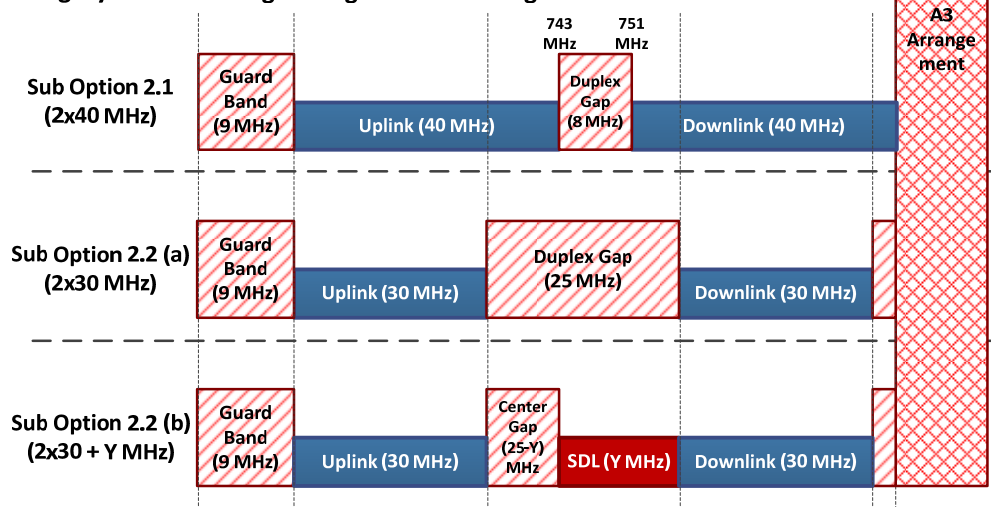 743
MHz
751
MHz
A3
Arrange
ment
Sub Option 2.1
(2x40 MHz)
Guard
Band
(9 MHz)
Uplink (40 MHz)
Duplex
Gap
(8 MHz)
Downlink (40 MHz)
Sub Option 2.2 (a)
(2x30 MHz)
Guard
Band
(9 MHz)
Uplink (30 MHz)
Duplex Gap
(25 MHz)
Downlink (30 MHz)
Sub Option 2.2 (b)
(2x30 + Y MHz)
Guard
Band
(9 MHz)
Uplink (30 MHz)
Center
Gap
(25-Y)
MHz
SDL (Y MHz)
Downlink (30 MHz)